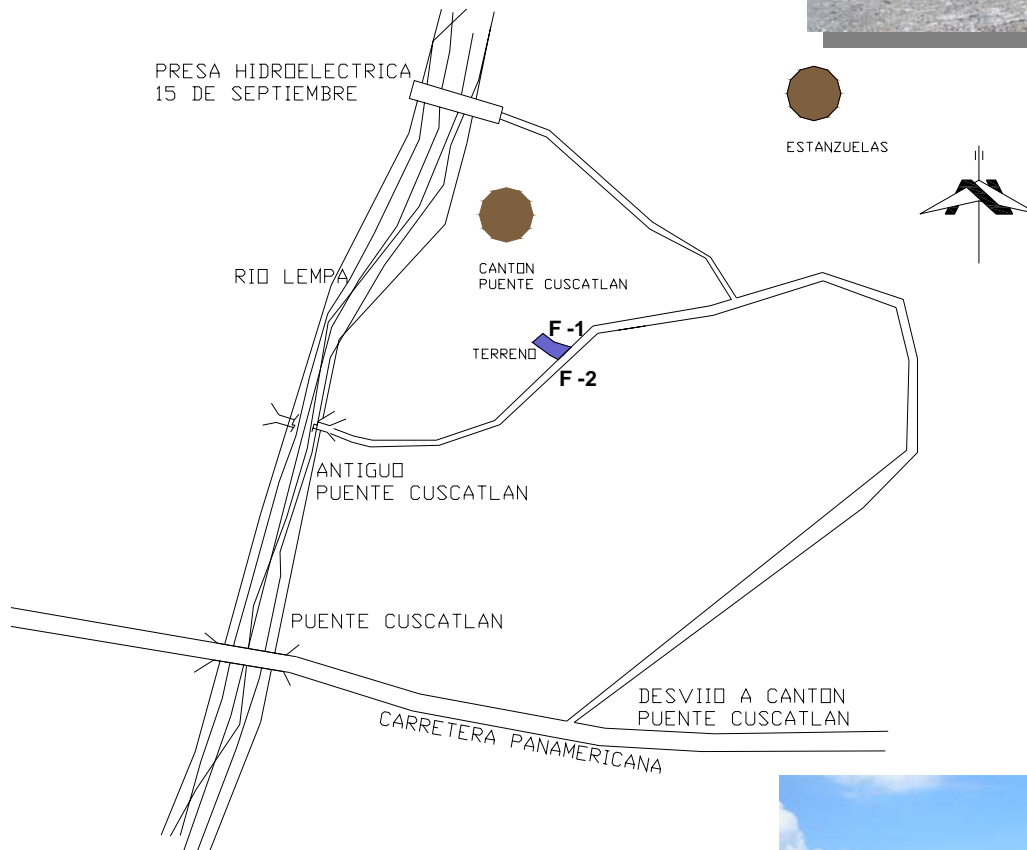 PRESA HIDROELECTRICA
15 DE SEPTIEMBRE
ESTANZUELAS
N
RIO LEMPA
CANTON
PUENTE CUSCATLAN
F -1
TERRENO
F -2
ANTIGUO
PUENTE CUSCATLAN
PUENTE CUSCATLAN
DESVIIO A CANTON
PUENTE CUSCATLAN
CARRETERA PANAMERICANA